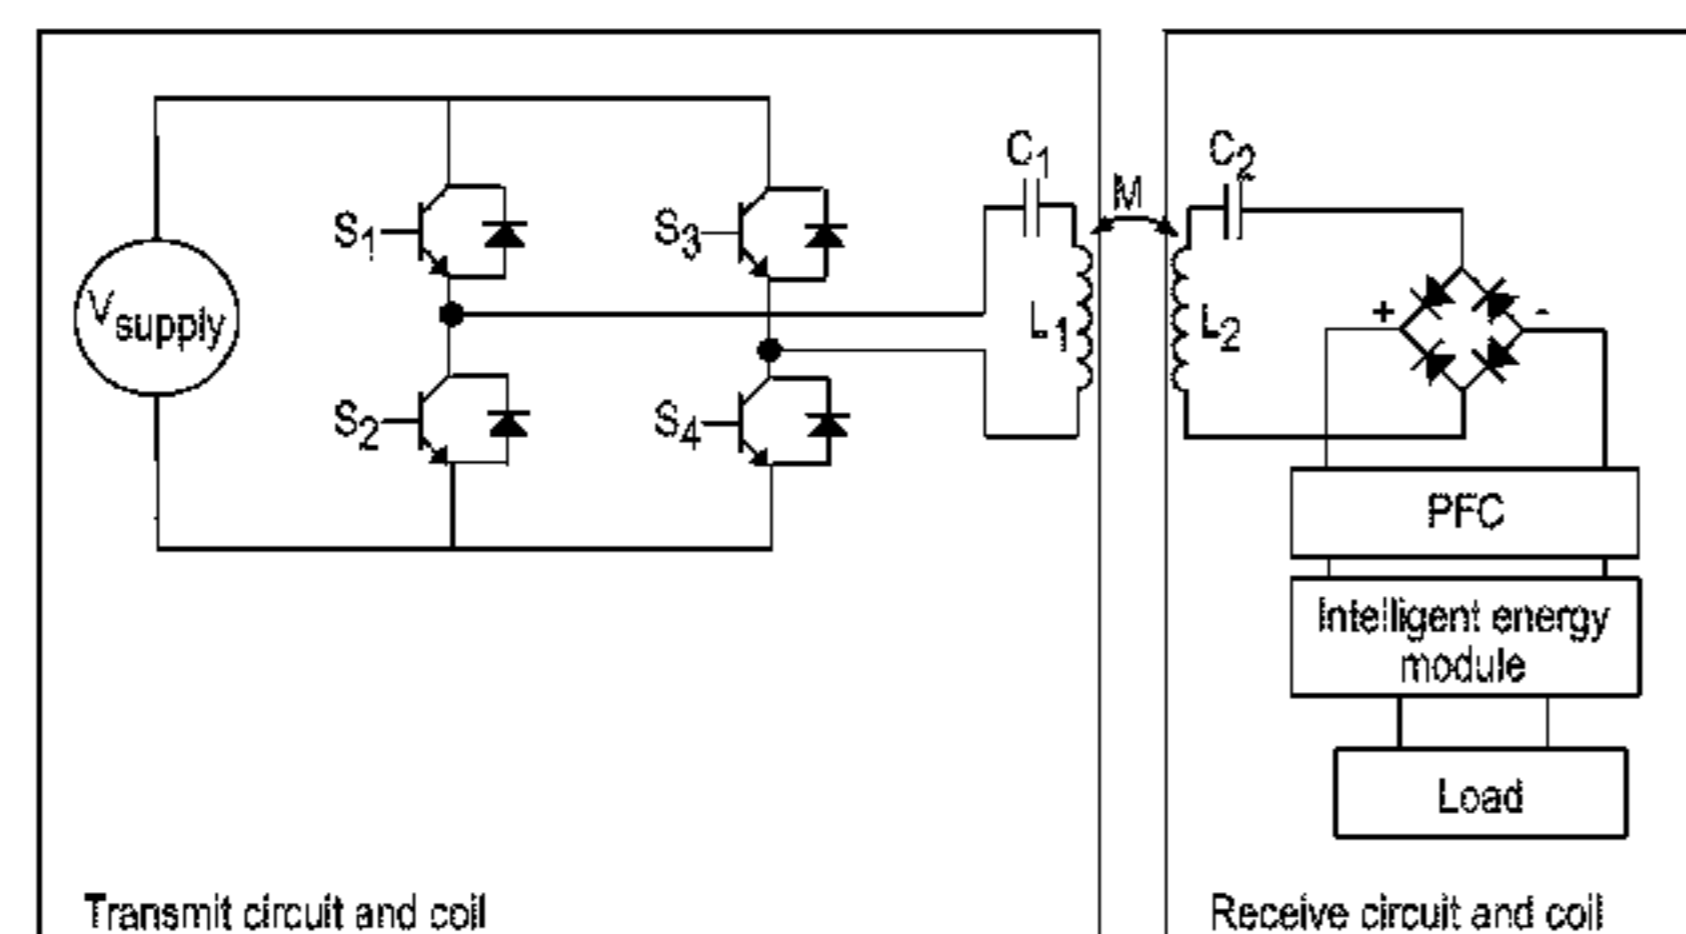 C1
C2
M
S1
S3
Vsupply
L1
L2
+
-
S2
S4
PFC
Intelligent energy
module
Load
Transmit circuit and coil
Receive circuit and coil